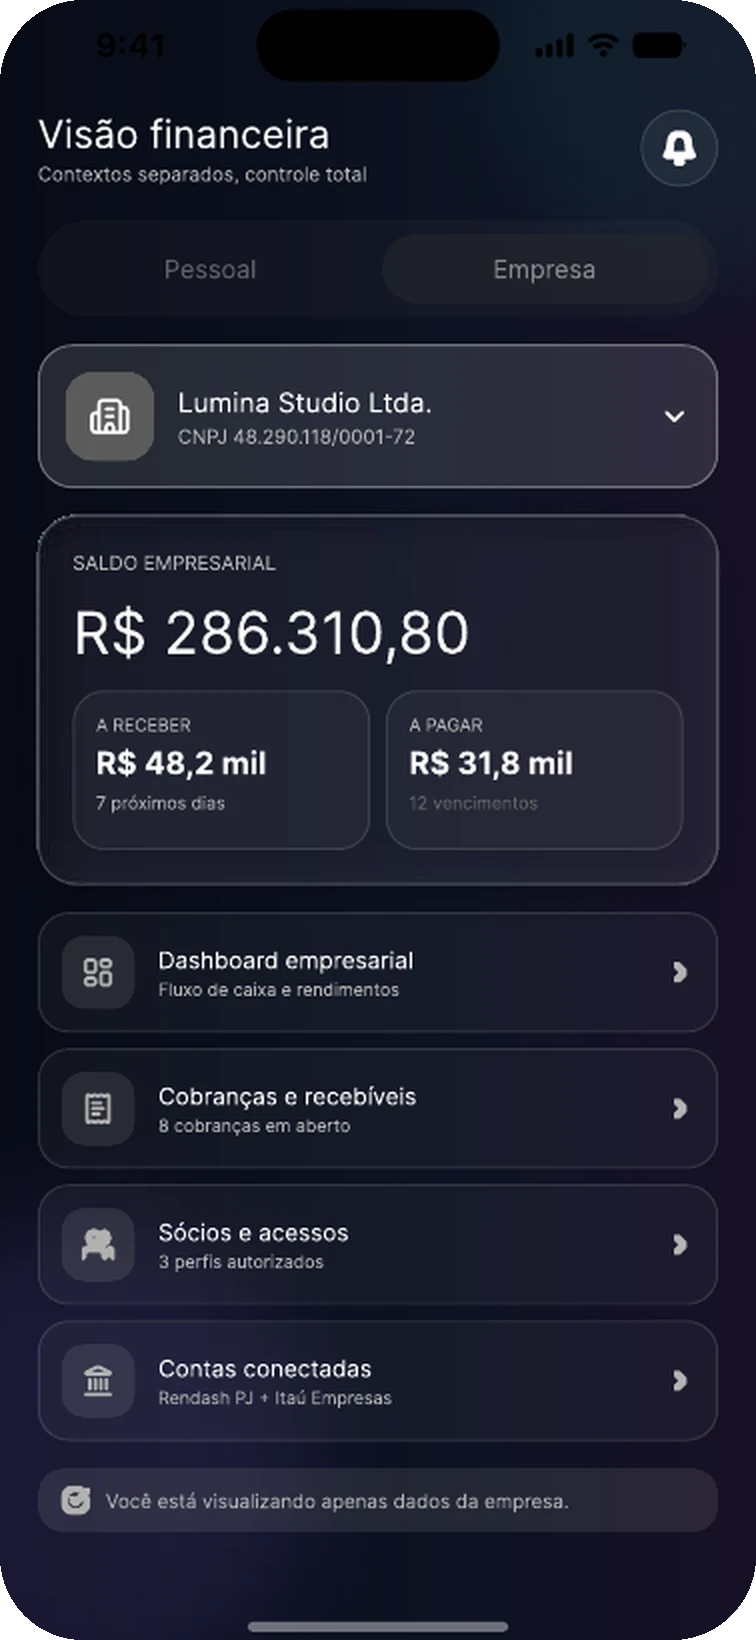 9:41
Visão financeira
Contextos separados, controle total
Pessoal
Empresa
Lumina Studio Ltda.
CNPJ 48.290.118/0001-72
SALDO EMPRESARIAL
R$ 286.310,80
A RECEBER
R$ 48,2 mil
7 próximos dias
A PAGAR
R$ 31,8 mil
12 vencimentos
Dashboard empresarial
Fluxo de caixa e rendimentos
Cobranças e recebíveis
8 cobranças em aberto
Sócios e acessos
3 perfis autorizados
Contas conectadas
Rendash PJ + Itaú Empresas
Você está visualizando apenas dados da empresa.